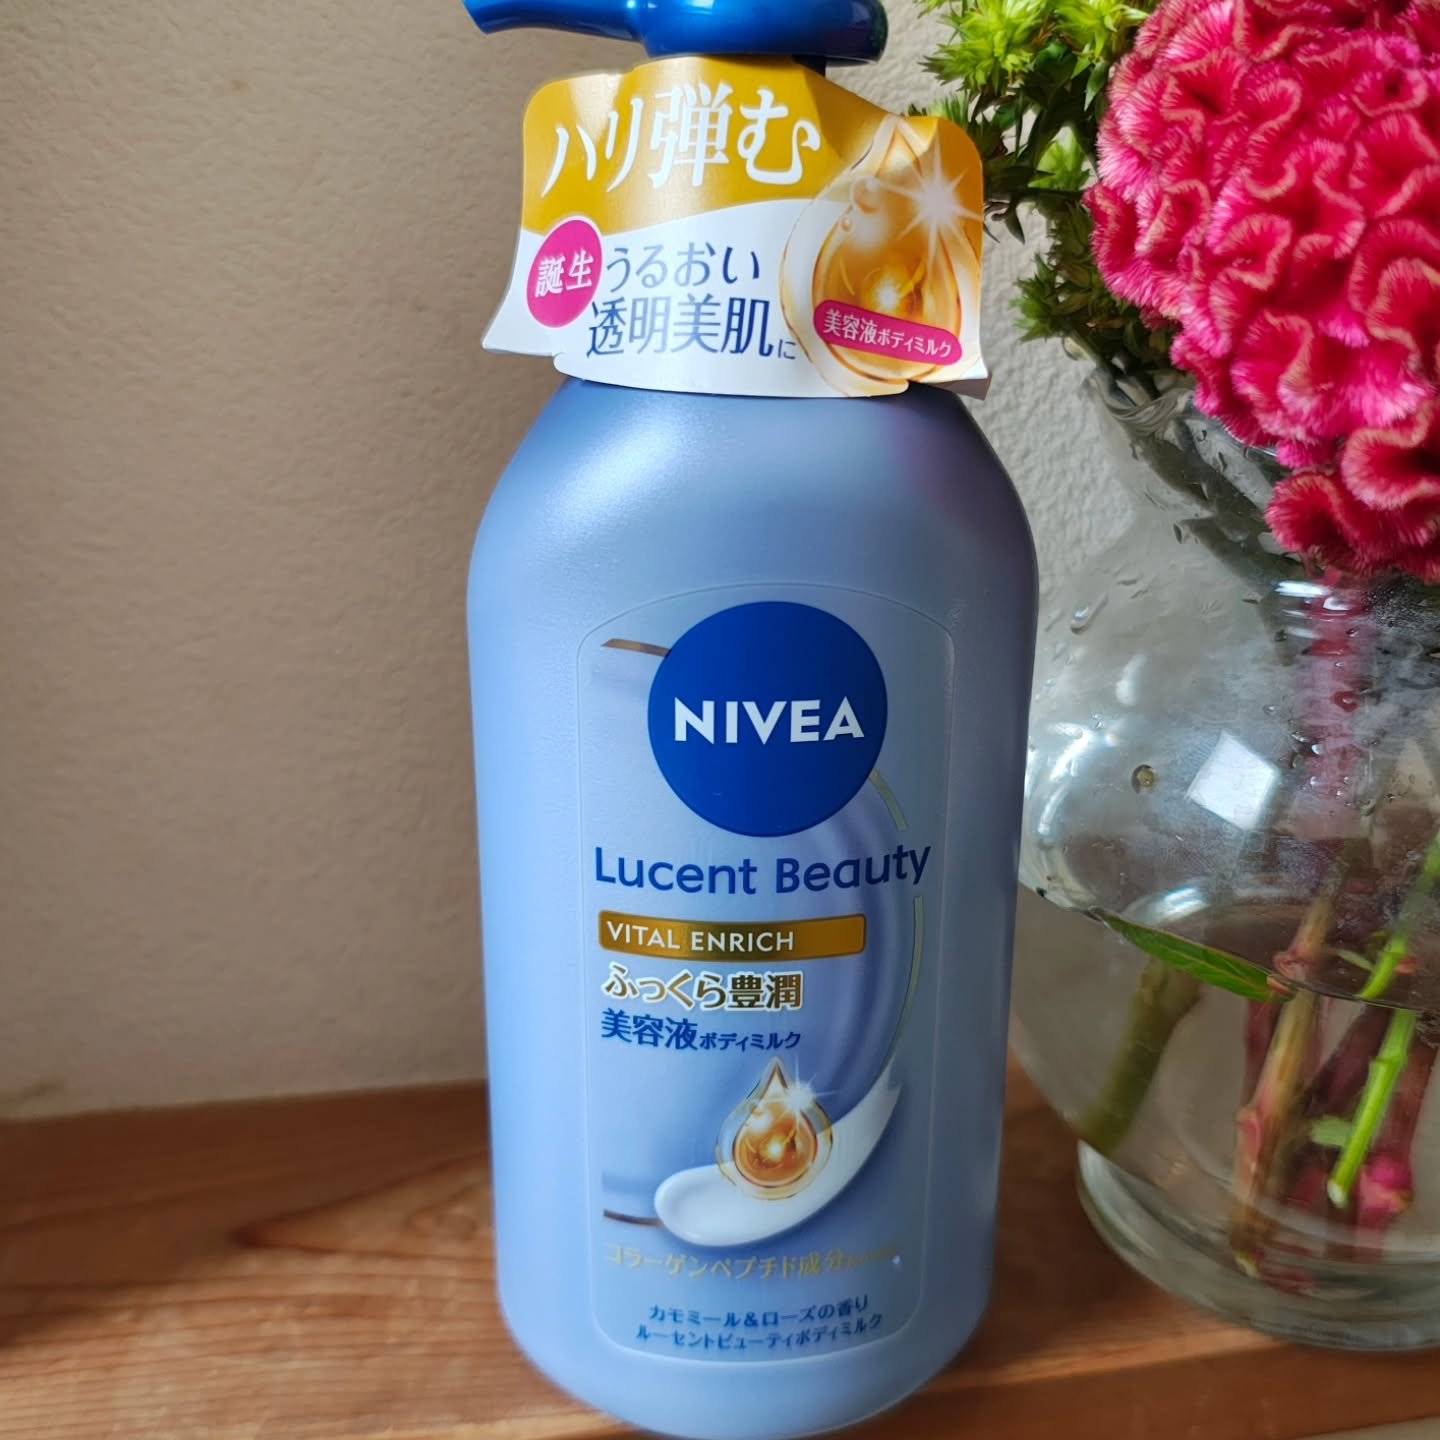 ハリ弾む
誕生
うるおい
透明美肌に
美容液ボディミルク
NIVEA
Lucent Beauty
VITAL ENRICH
ふっくら豊潤
美容液ボディミルク
コラーゲンペプチド成分
カモミール&ローズの香り
ルーセントビューティボディミルク